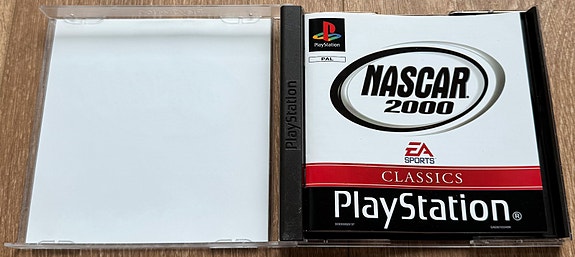 PlayStation
PlayStation
PAL
NASCAR
2000
EA
SPORTS
CLASSICS
PlayStation®